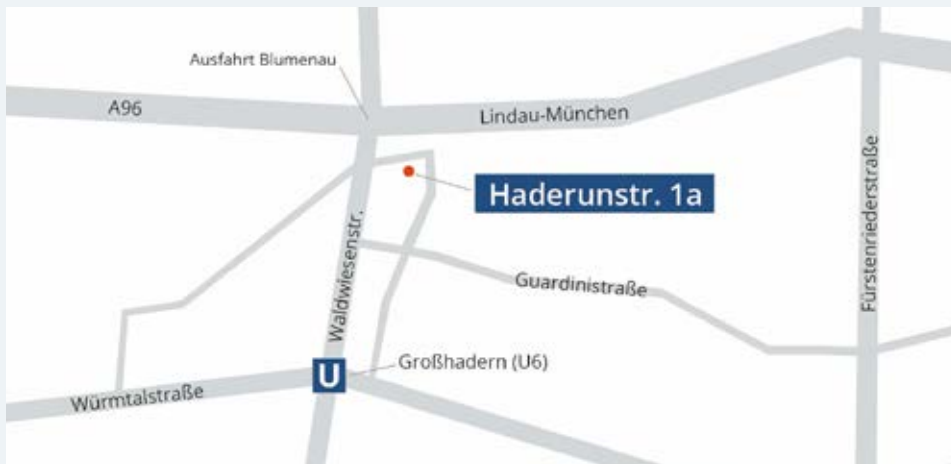 Ausfahrt Blumenau
A96
Lindau-München
Haderunstr. 1a
Waldwiesenstr.
Guardinistraße
Fürstenriederstraße
U
Großhadern (U6)
Würmtalstraße